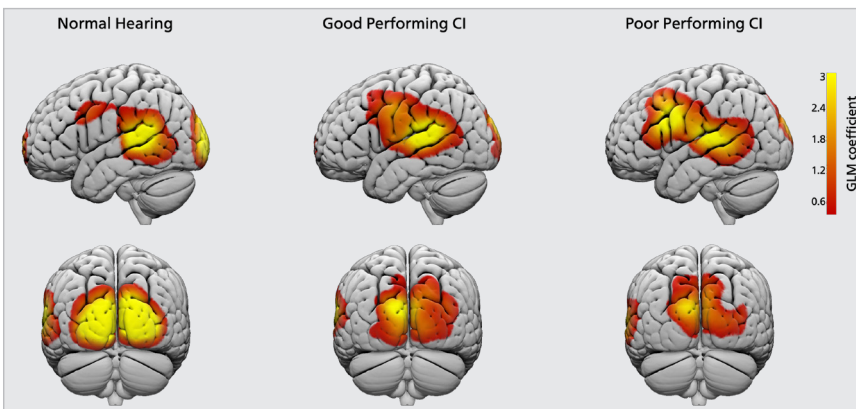 Normal Hearing
Good Performing CI
Poor Performing CI
3
2.4
1.8
1.2
0.6
GLM coefficient